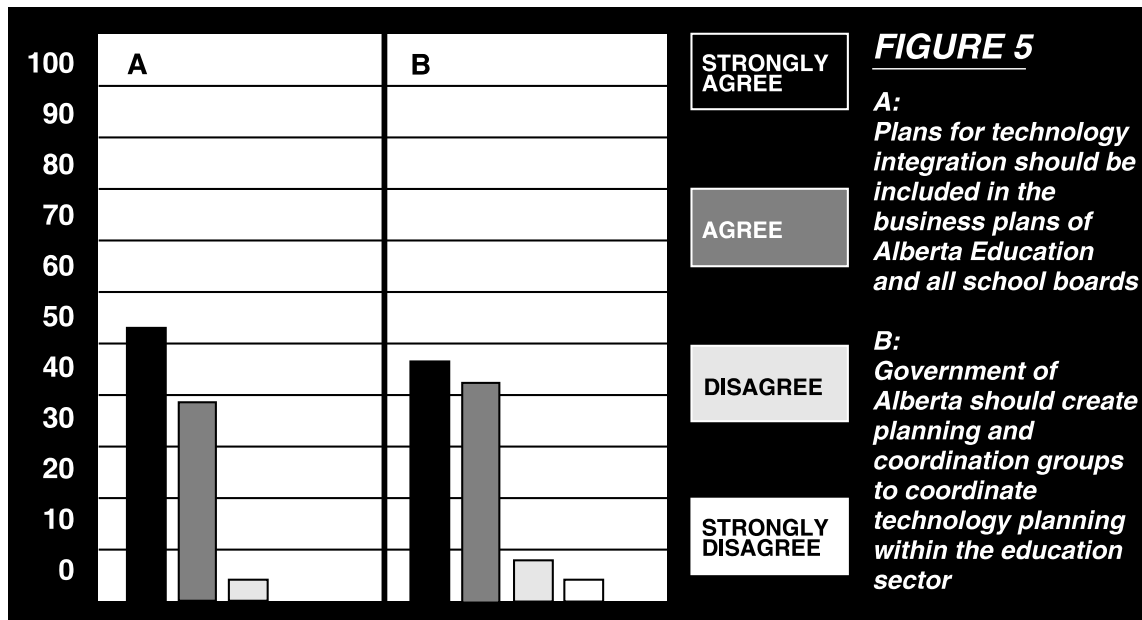 100
90
80
70
60
50
40
30
20
10
0
A
B
STRONGLY
AGREE
AGREE
DISAGREE
STRONGLY
DISAGREE
FIGURE 5
A:
Plans for technology
integration should be
included in the
business plans of
Alberta Education
and all school boards
B:
Government of
Alberta should create
planning and
coordination groups
to coordinate
technology planning
within the education
sector